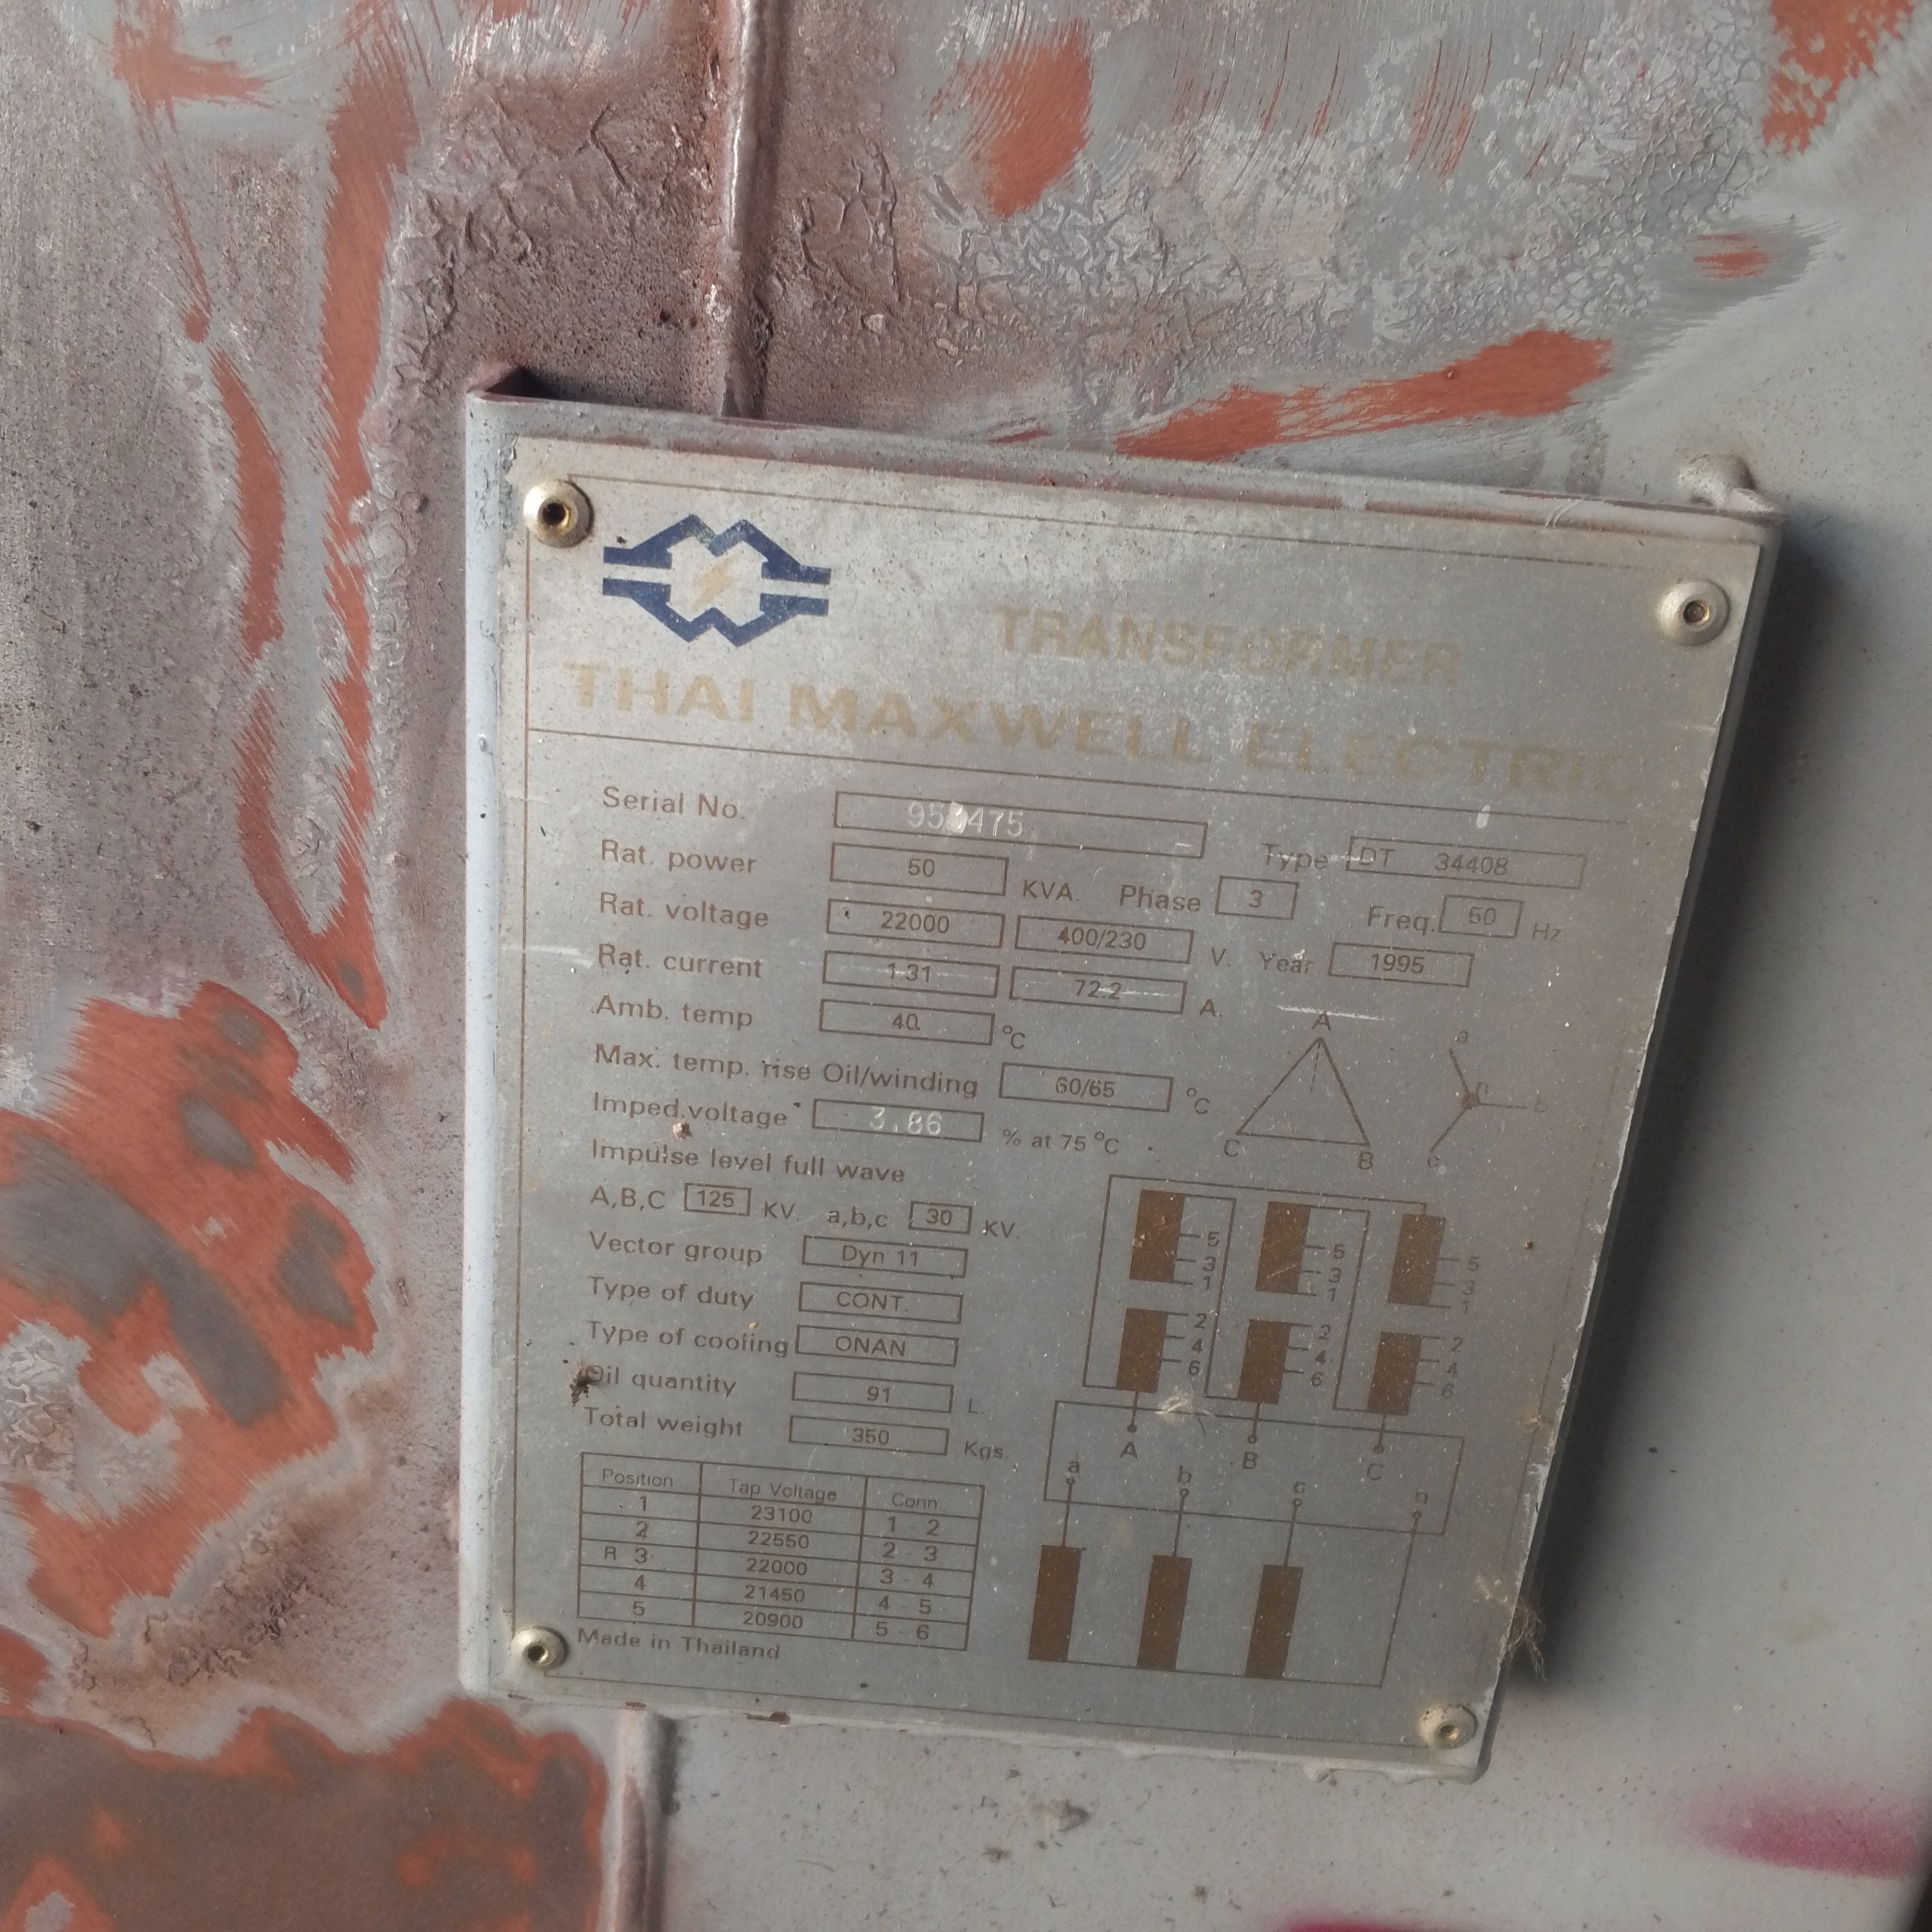 TRANSFORMER
THAI MAXWELL ELECTRIC
Serial No. Type DT 34408
Rat. power 50 KVA. Phase 3 Freq. 50 Hz
Rat. voltage 22000 400/230 V. Year 1995
Rat. current 1.31 72.2 A.
Amb. temp 40 °C
Max. temp. rise Oil/winding 60/65 °C
Imped.voltage 3.86 % at 75 °C
Impulse level full wave
A,B,C 125 KV. a,b,c 30 KV.
Vector group Dyn 11
Type of duty CONT.
Type of cooling ONAN
Oil quantity 91 L.
Total weight 350 Kgs.
Position Tap Voltage Conn.
1 23100 1 - 2
2 22550 2 - 3
R 3 22000 3 - 4
4 21450 4 - 5
5 20900 5 - 6
Made in Thailand
A
C B
a
n b
c
5 5 5
3 3 3
1 1 1
2 2 2
4 4 4
6 6 6
A B C
a b c n